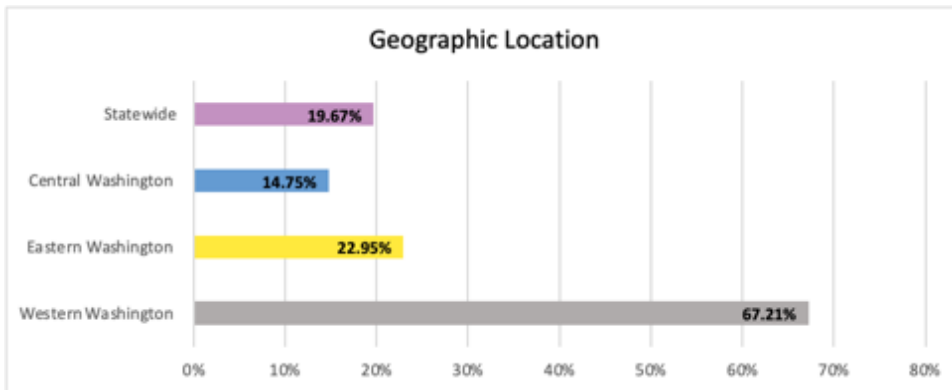 Geographic Location
Statewide
19.67%
Central Washington
14.75%
Eastern Washington
22.95%
Western Washington
67.21%
0% 10% 20% 30% 40% 50% 60% 70% 80%